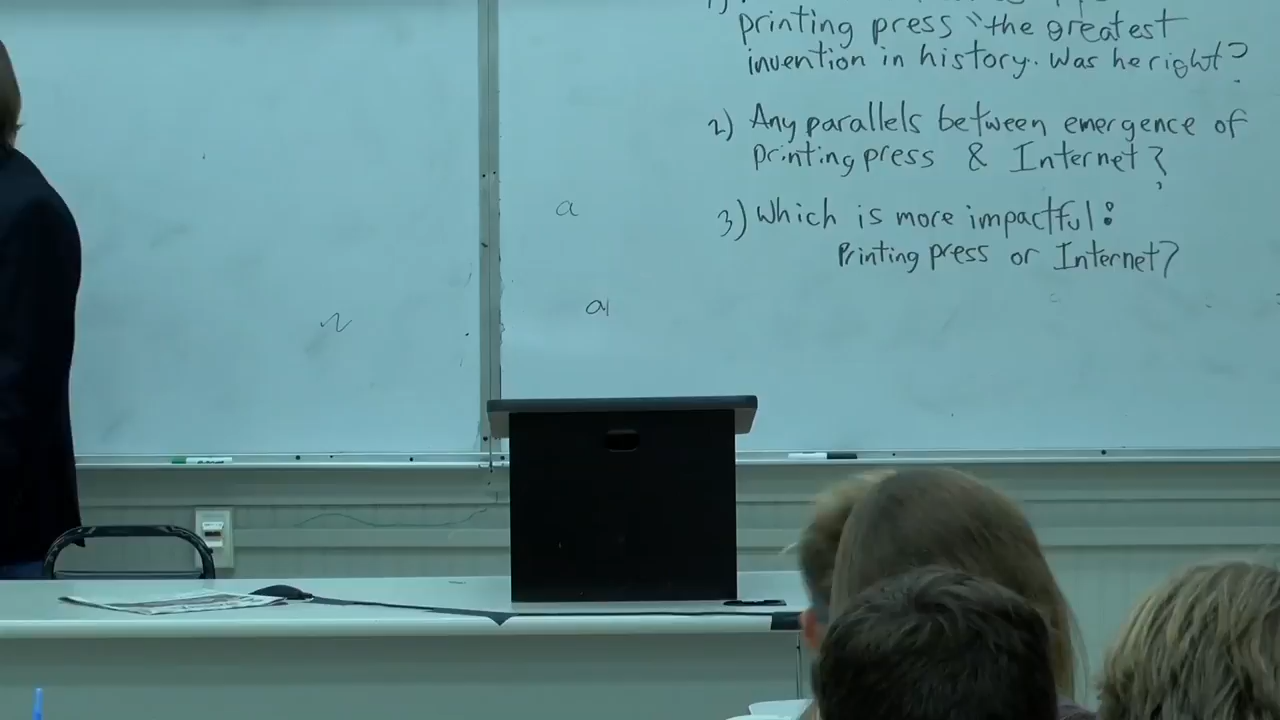 printing press "the greatest
invention in history. Was he right?
2) Any parallels between emergence of
printing press & Internet?
3) Which is more impactful:
Printing press or Internet?
a
a